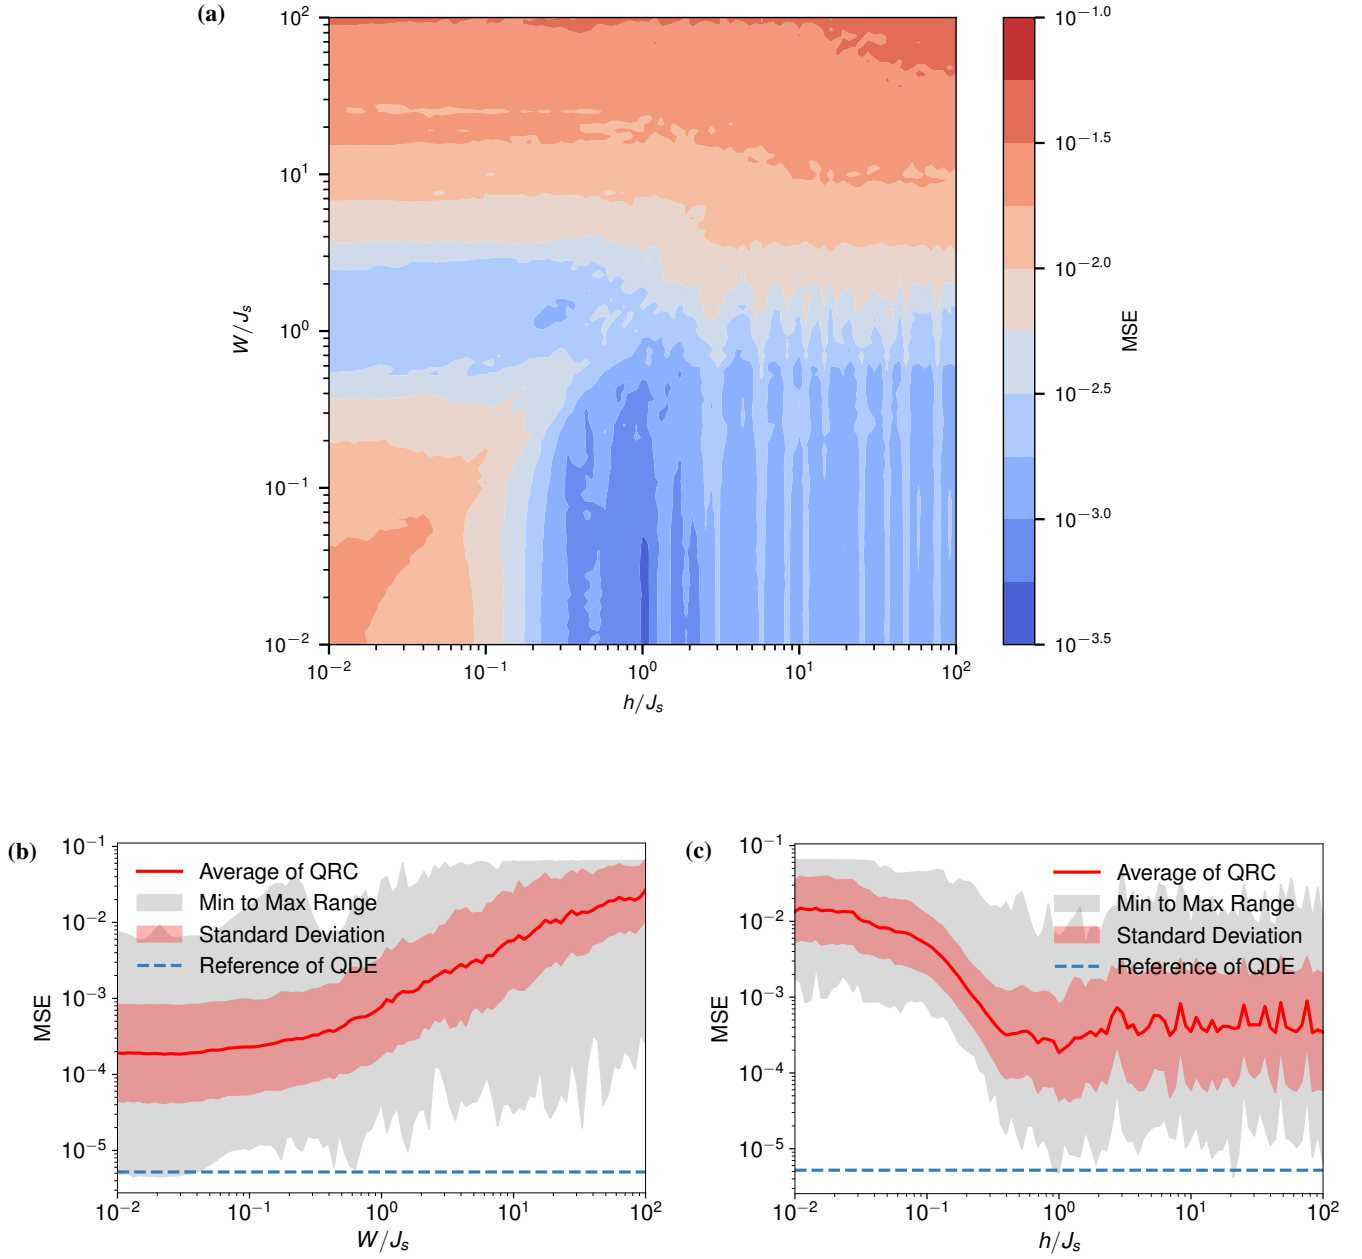 (a)
10²
10¹
10⁰
10⁻¹
10⁻²
W/Jₛ
10⁻²
10⁻¹
10⁰
10¹
10²
h/Jₛ
10⁻¹·⁰
10⁻¹·⁵
10⁻²·⁰
10⁻²·⁵
10⁻³·⁰
10⁻³·⁵
MSE
(b)
10⁻¹
10⁻²
10⁻³
10⁻⁴
10⁻⁵
MSE
Average of QRC
Min to Max Range
Standard Deviation
Reference of QDE
10⁻²
10⁻¹
10⁰
10¹
10²
W/Jₛ
(c)
10⁻¹
10⁻²
10⁻³
10⁻⁴
10⁻⁵
MSE
Average of QRC
Min to Max Range
Standard Deviation
Reference of QDE
10⁻²
10⁻¹
10⁰
10¹
10²
h/Jₛ